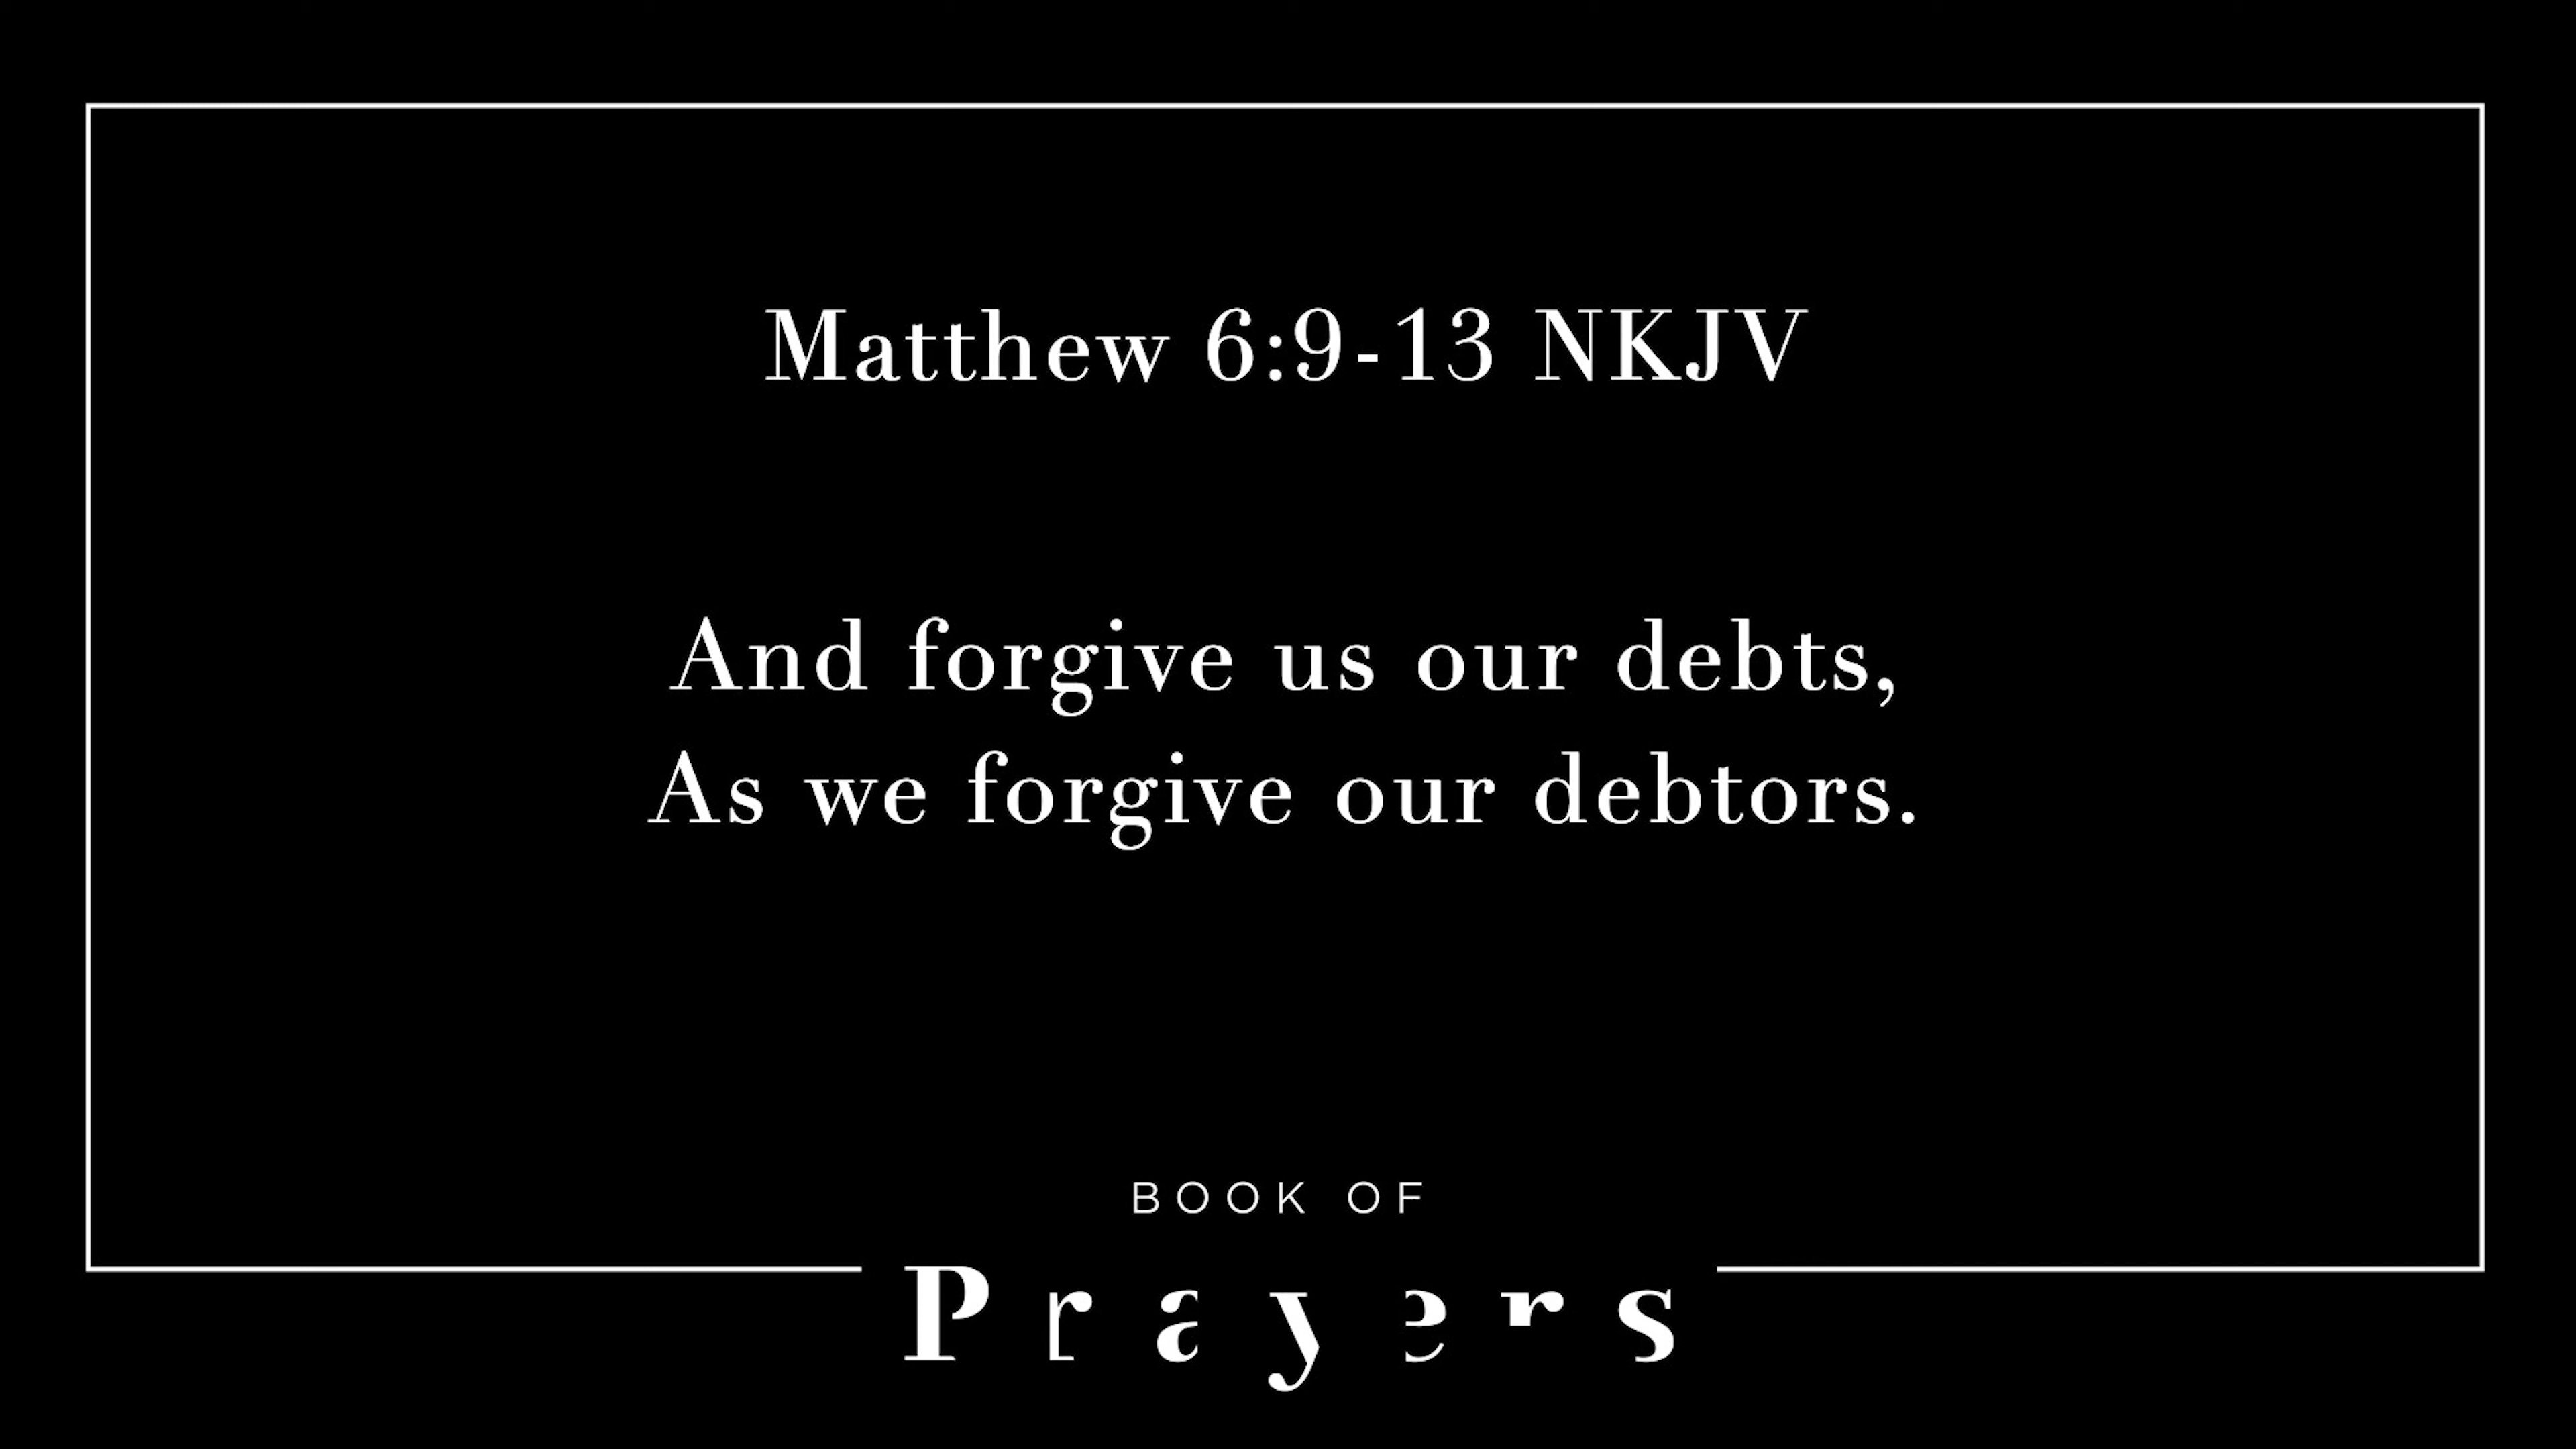 Matthew 6:9-13 NKJV
And forgive us our debts,
As we forgive our debtors.
BOOK OF
Prayers